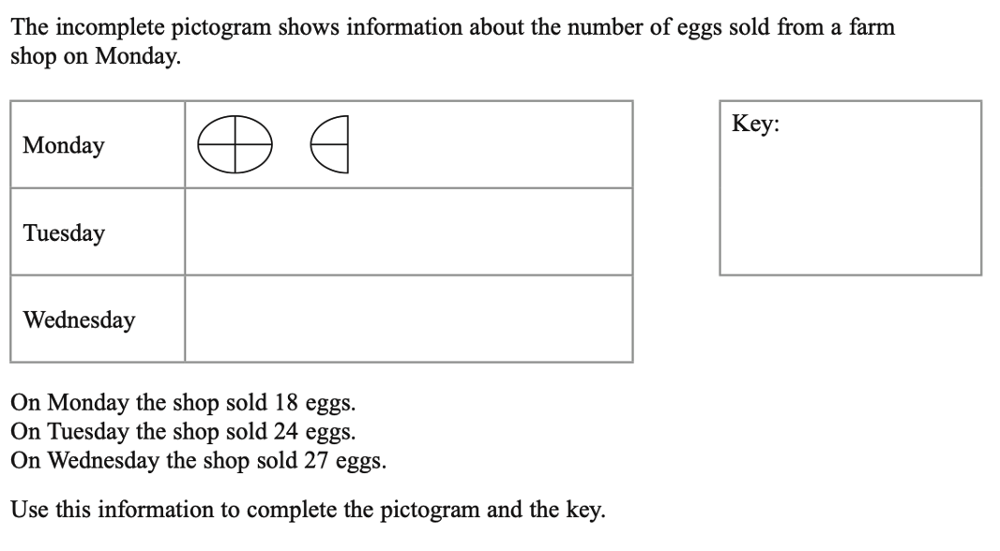 The incomplete pictogram shows information about the number of eggs sold from a farm
shop on Monday.
Monday
Key:
Tuesday
Wednesday
On Monday the shop sold 18 eggs.
On Tuesday the shop sold 24 eggs.
On Wednesday the shop sold 27 eggs.
Use this information to complete the pictogram and the key.